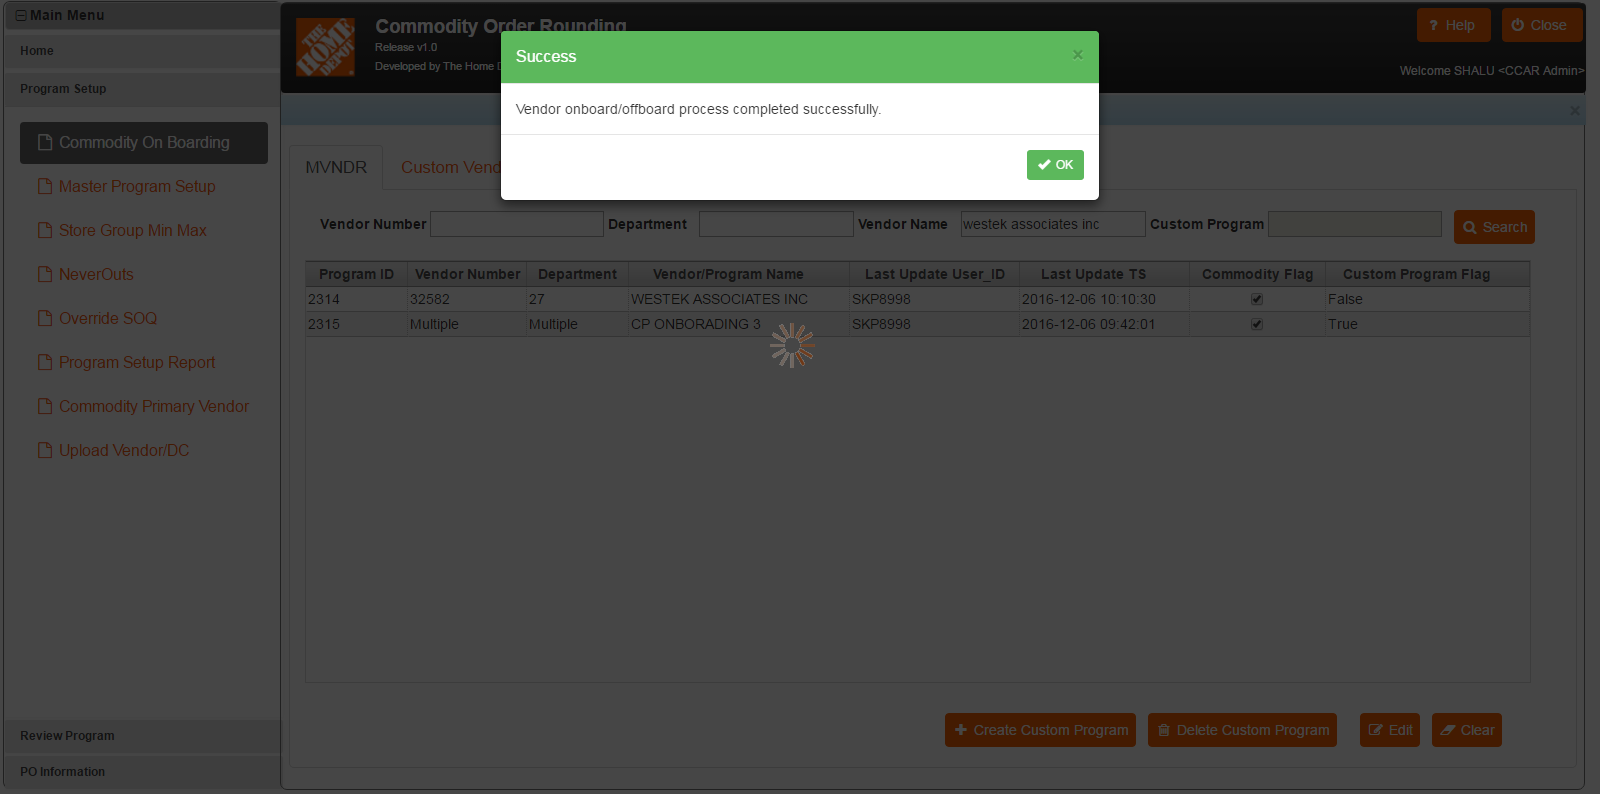 Main Menu
Home
Program Setup
Commodity On Boarding
Master Program Setup
Store Group Min Max
NeverOuts
Override SOQ
Program Setup Report
Commodity Primary Vendor
Upload Vendor/DC
Review Program
PO Information
THE HOME DEPOT
Commodity Order Rounding
Release v1.0
Developed by The Home
? Help
Close
Welcome SHALU <CCAR Admin>
Success ×
Vendor onboard/offboard process completed successfully.
OK
×
MVNDR Custom Vend
Vendor Number Department Vendor Name westek associates inc Custom Program Search
Program ID Vendor Number Department Vendor/Program Name Last Update User_ID Last Update TS Commodity Flag Custom Program Flag
2314 32582 27 WESTEK ASSOCIATES INC SKP8998 2016-12-06 10:10:30 False
2315 Multiple Multiple CP ONBORADING 3 SKP8998 2016-12-06 09:42:01 True
Create Custom Program Delete Custom Program Edit Clear